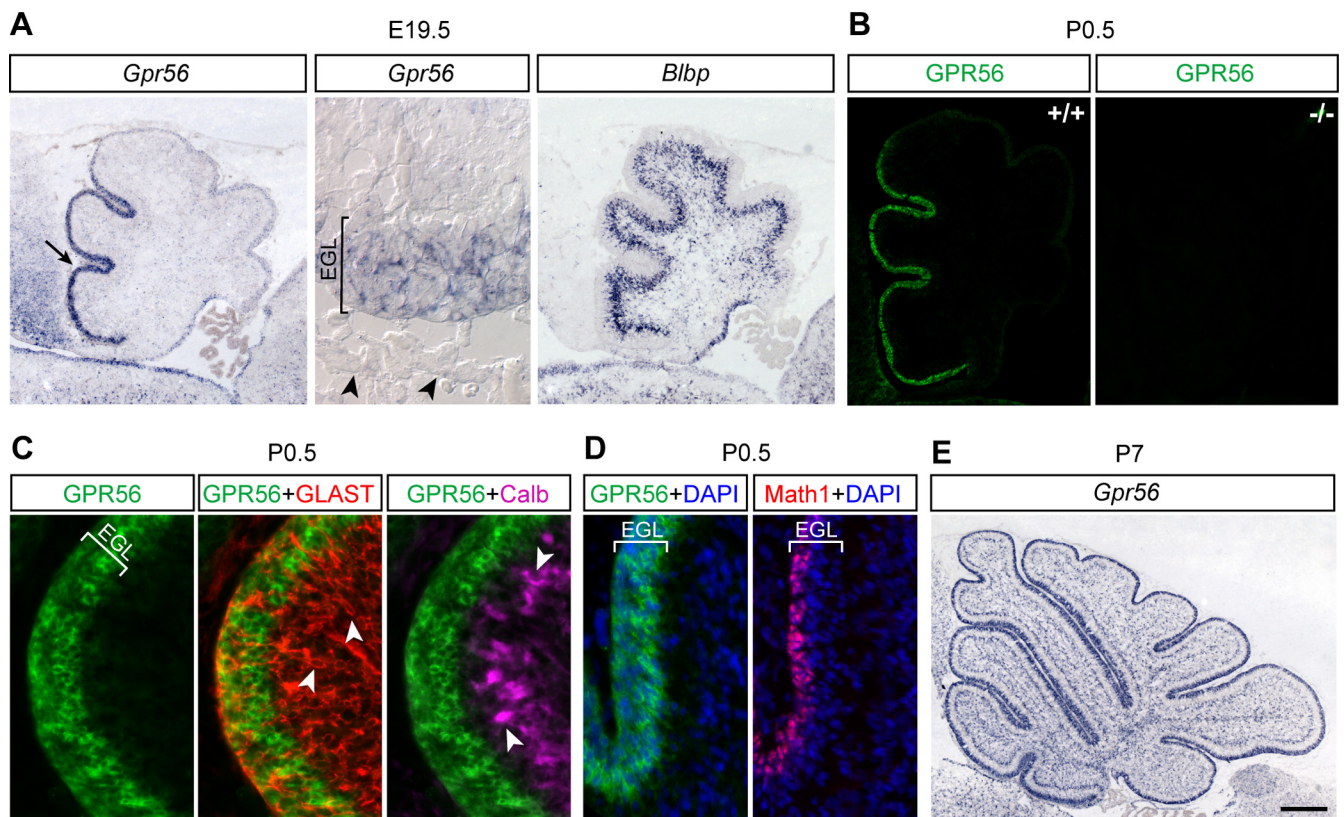 A
E19.5
Gpr56
Gpr56
Blbp
EGL
B
P0.5
GPR56
GPR56
+/+
-/-
C
P0.5
GPR56
GPR56+GLAST
GPR56+Calb
EGL
D
P0.5
GPR56+DAPI
Math1+DAPI
EGL
EGL
E
P7
Gpr56